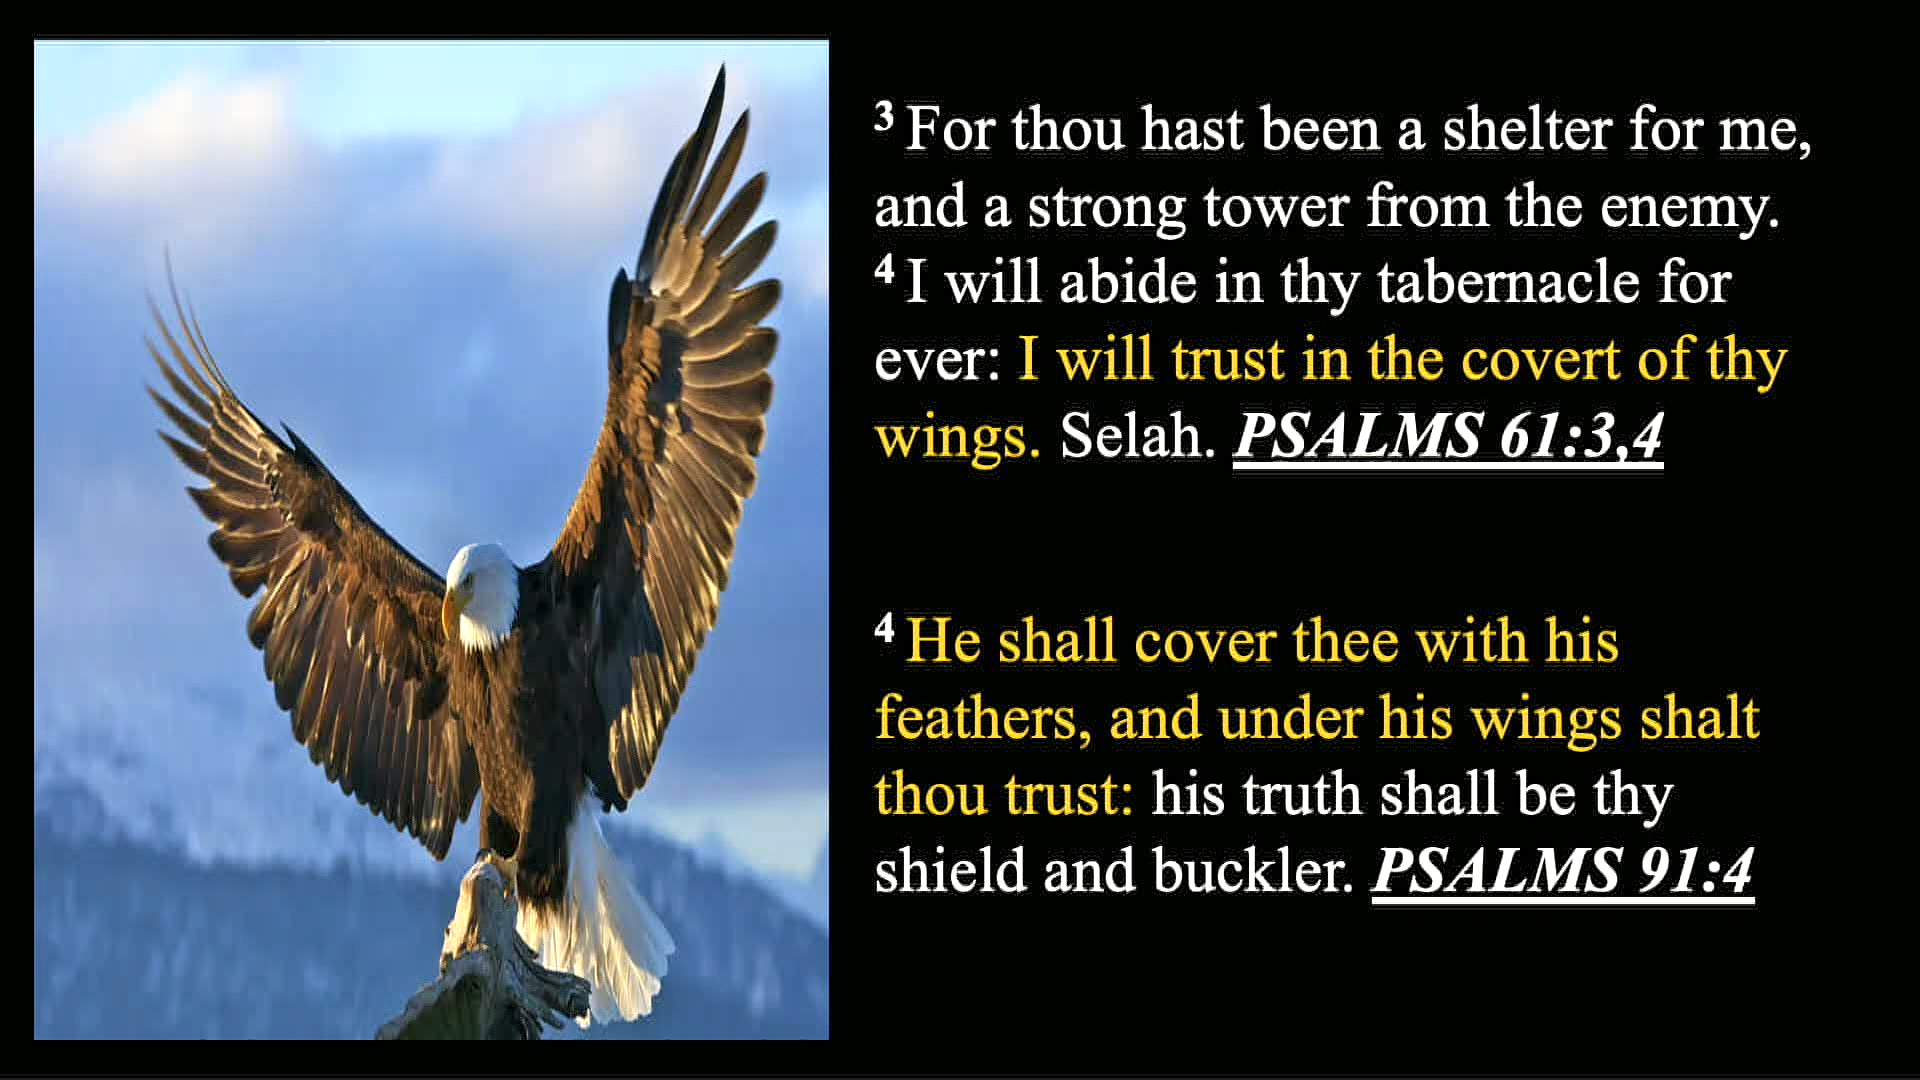 ³ For thou hast been a shelter for me,
and a strong tower from the enemy.
⁴ I will abide in thy tabernacle for
ever: I will trust in the covert of thy
wings. Selah. PSALMS 61:3,4
⁴ He shall cover thee with his
feathers, and under his wings shalt
thou trust: his truth shall be thy
shield and buckler. PSALMS 91:4